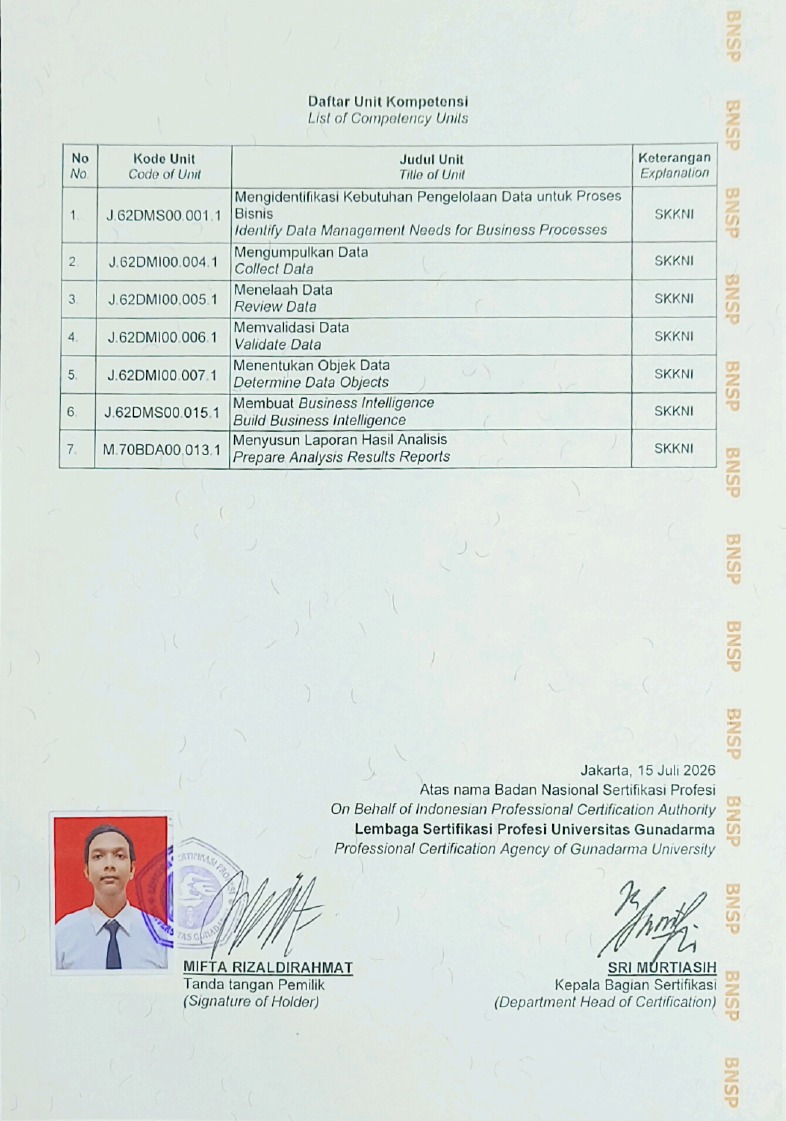 Daftar Unit Kompetensi
List of Competency Units
No
No.
Kode Unit
Code of Unit
Judul Unit
Title of Unit
Keterangan
Explanation
1.
J.62DMS00.001.1
Mengidentifikasi Kebutuhan Pengelolaan Data untuk Proses
Bisnis
Identify Data Management Needs for Business Processes
SKKNI
2.
J.62DMI00.004.1
Mengumpulkan Data
Collect Data
SKKNI
3.
J.62DMI00.005.1
Menelaah Data
Review Data
SKKNI
4.
J.62DMI00.006.1
Memvalidasi Data
Validate Data
SKKNI
5.
J.62DMI00.007.1
Menentukan Objek Data
Determine Data Objects
SKKNI
6.
J.62DMS00.015.1
Membuat Business Intelligence
Build Business Intelligence
SKKNI
7.
M.70BDA00.013.1
Menyusun Laporan Hasil Analisis
Prepare Analysis Results Reports
SKKNI
Jakarta, 15 Juli 2026
Atas nama Badan Nasional Sertifikasi Profesi
On Behalf of Indonesian Professional Certification Authority
Lembaga Sertifikasi Profesi Universitas Gunadarma
Professional Certification Agency of Gunadarma University
MIFTA RIZALDIRAHMAT
Tanda tangan Pemilik
(Signature of Holder)
SRI MURTIASIH
Kepala Bagian Sertifikasi
(Department Head of Certification)
BNSP
BNSP
BNSP
BNSP
BNSP
BNSP
BNSP
BNSP
BNSP
BNSP
BNSP
BNSP
BNSP